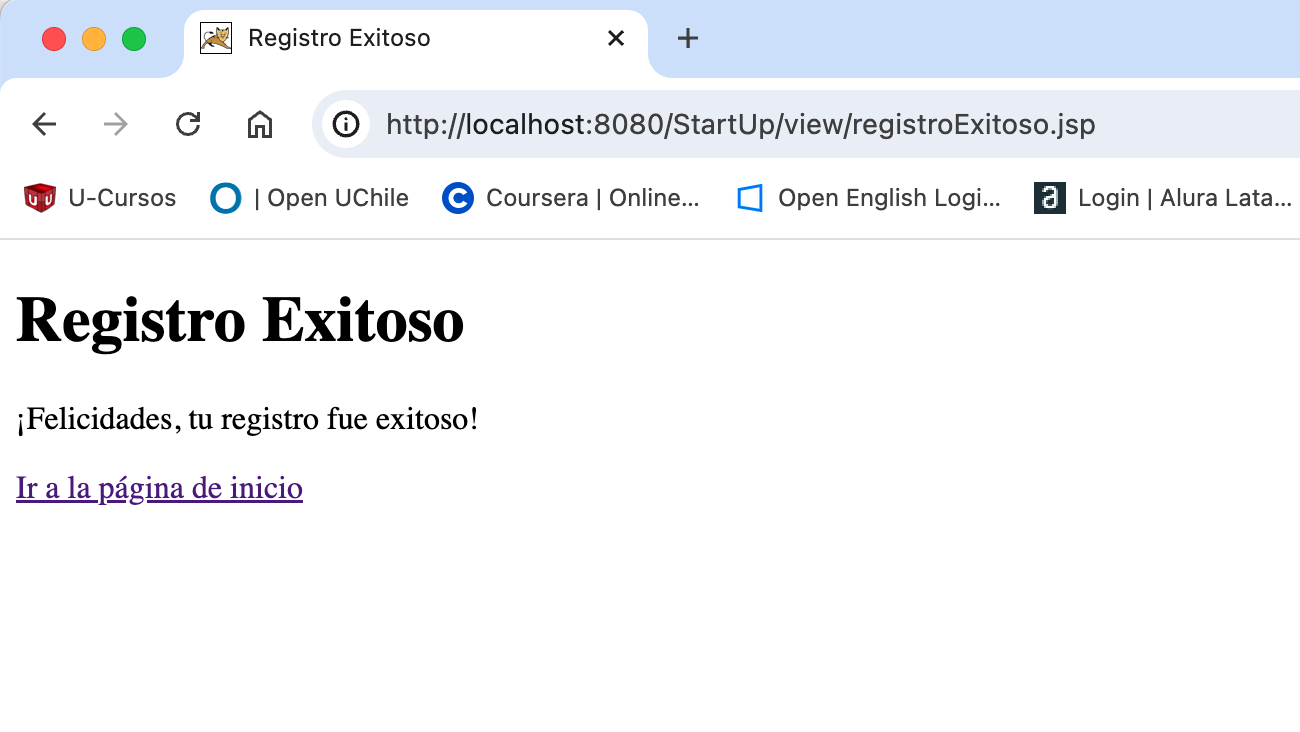 Registro Exitoso
http://localhost:8080/StartUp/view/registroExitoso.jsp
U-Cursos | Open UChile Coursera | Online... Open English Logi... Login | Alura Lata...
Registro Exitoso
¡Felicidades, tu registro fue exitoso!
Ir a la página de inicio